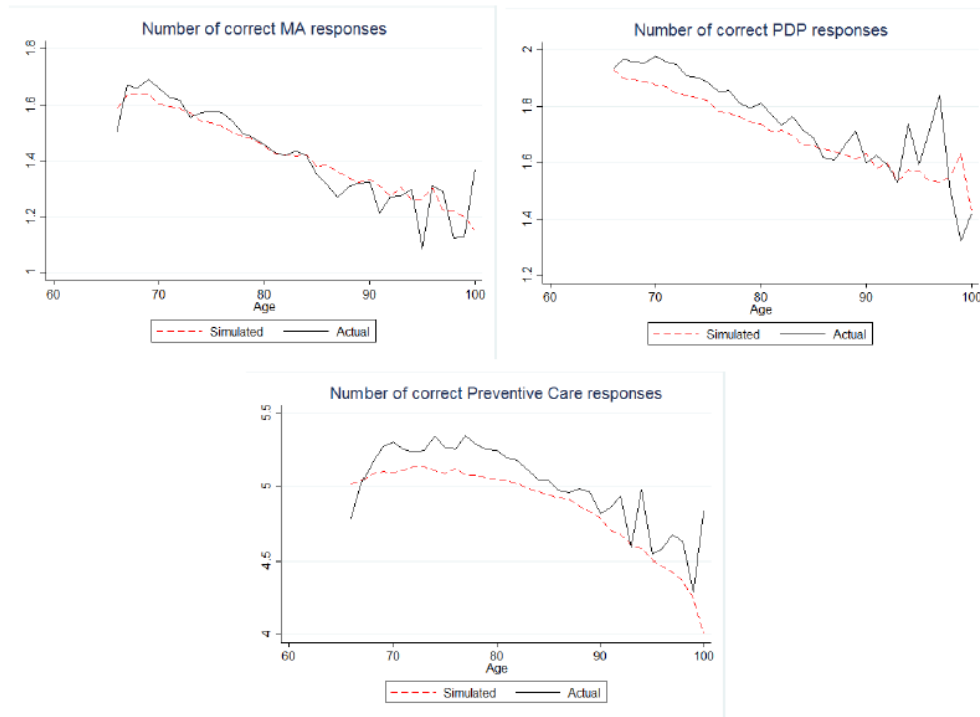 Number of correct MA responses
1.8
1.6
1.4
1.2
1
60 70 80 90 100
Age
Simulated Actual
Number of correct PDP responses
2
1.8
1.6
1.4
1.2
60 70 80 90 100
Age
Simulated Actual
Number of correct Preventive Care responses
5.5
5
4.5
4
60 70 80 90 100
Age
Simulated Actual